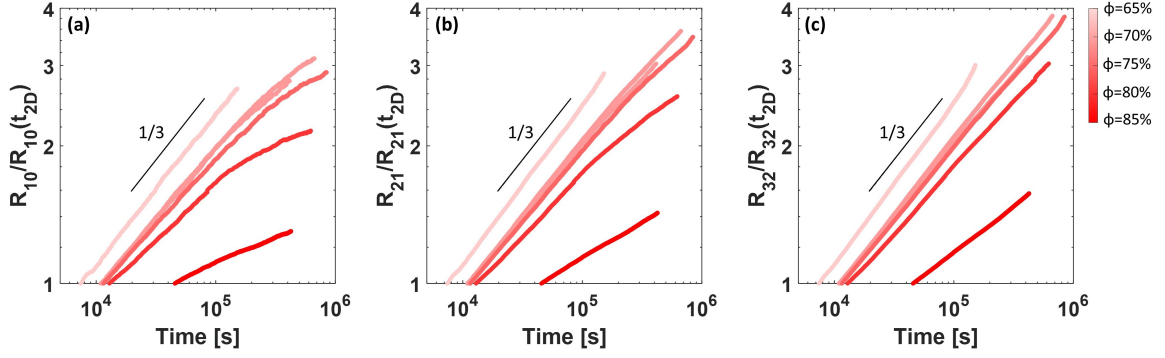 (a)
4
3
2
1
R10/R10(t2D)
1/3
10^4
10^5
10^6
Time [s]
(b)
4
3
2
1
R21/R21(t2D)
1/3
10^4
10^5
10^6
Time [s]
(c)
4
3
2
1
R32/R32(t2D)
1/3
10^4
10^5
10^6
Time [s]
ϕ=65%
ϕ=70%
ϕ=75%
ϕ=80%
ϕ=85%